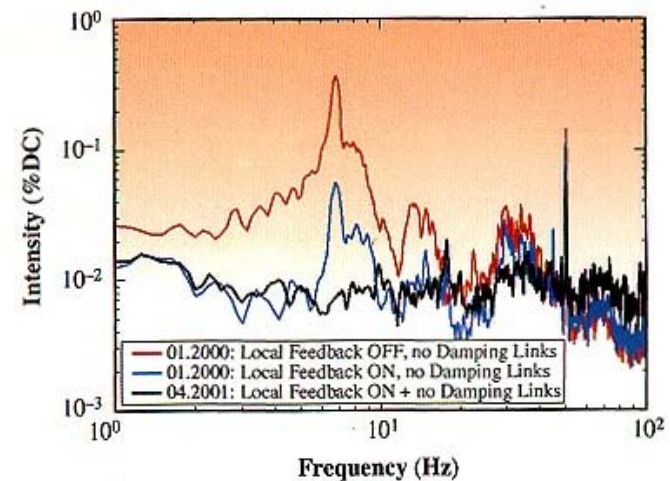 10⁰
10⁻¹
10⁻²
10⁻³
Intensity (% DC)
01.2000: Local Feedback OFF, no Damping Links
01.2000: Local Feedback ON, no Damping Links
04.2001: Local Feedback ON + no Damping Links
10⁰ 10¹ 10²
Frequency (Hz)